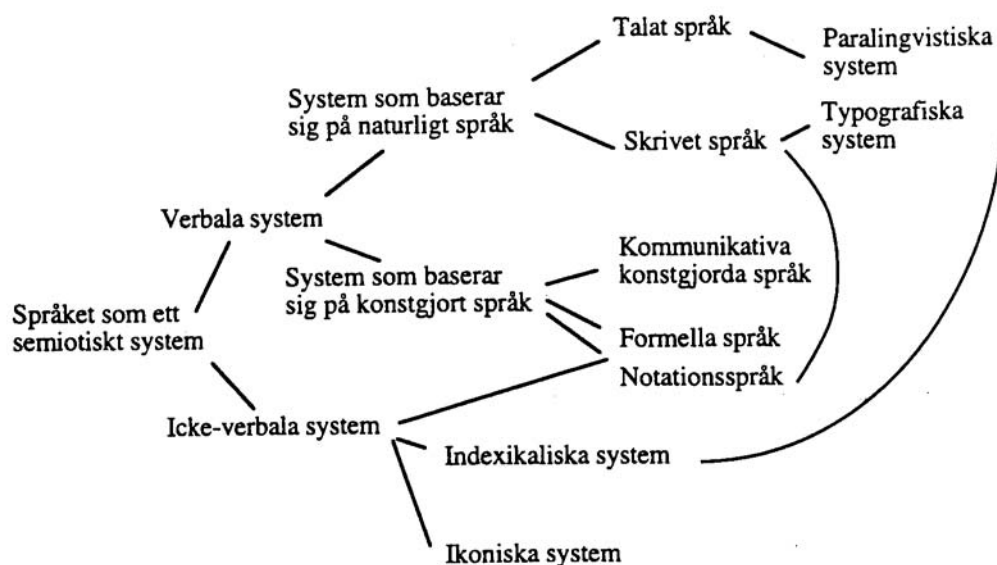 Talat språk
Paralingvistiska
system
System som baserar
sig på naturligt språk
Typografiska
system
Skrivet språk
Verbala system
Kommunikativa
konstgjorda språk
System som baserar
sig på konstgjort språk
Språket som ett
semiotiskt system
Formella språk
Notationsspråk
Icke-verbala system
Indexikaliska system
Ikoniska system